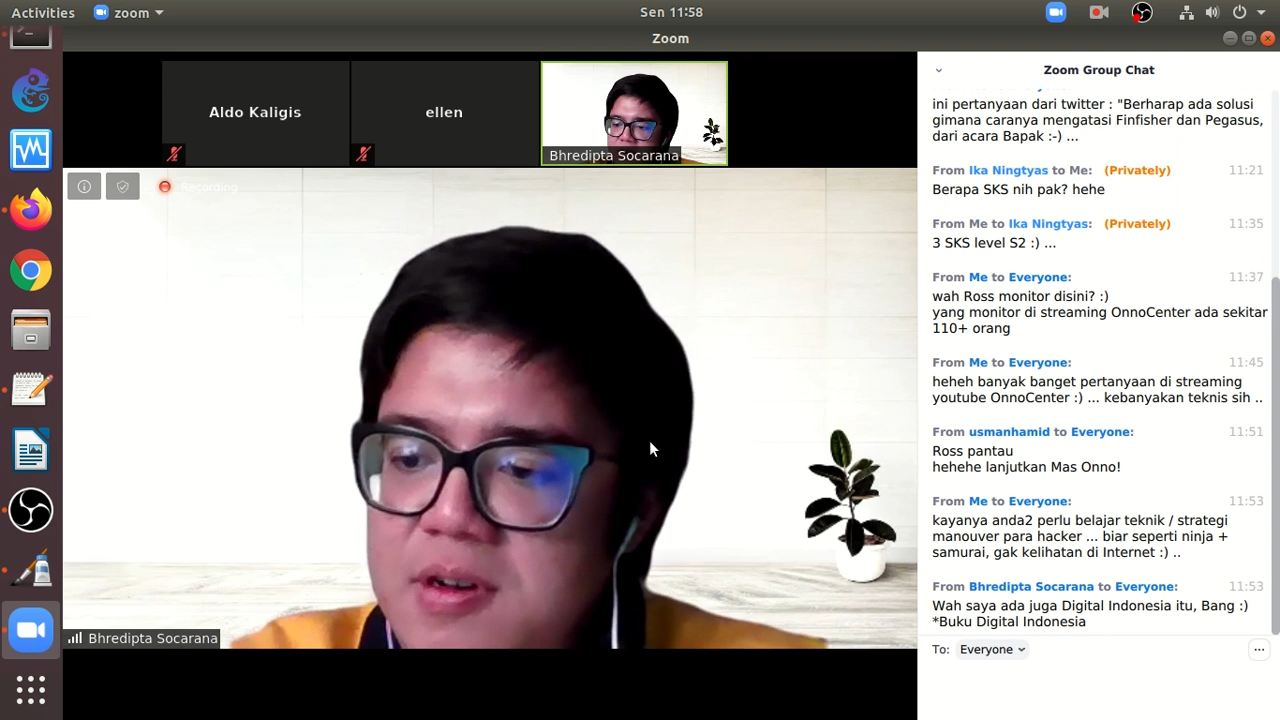 Activities
zoom
Sen 11:58
Zoom
Aldo Kaligis
ellen
Bhredipta Socarana
Recording
Bhredipta Socarana
Zoom Group Chat
ini pertanyaan dari twitter : "Berharap ada solusi
gimana caranya mengatasi Finfisher dan Pegasus,
dari acara Bapak :-) ...
From Ika Ningtyas to Me: (Privately) 11:21
Berapa SKS nih pak? hehe
From Me to Ika Ningtyas: (Privately) 11:35
3 SKS level S2 :) ...
From Me to Everyone: 11:37
wah Ross monitor disini? :)
yang monitor di streaming OnnoCenter ada sekitar
110+ orang
From Me to Everyone: 11:45
heheh banyak banget pertanyaan di streaming
youtube OnnoCenter :) ... kebanyakan teknis sih ..
From usmanhamid to Everyone: 11:51
Ross pantau
hehehe lanjutkan Mas Onno!
From Me to Everyone: 11:53
kayanya anda2 perlu belajar teknik / strategi
manouver para hacker ... biar seperti ninja +
samurai, gak kelihatan di Internet :) ..
From Bhredipta Socarana to Everyone: 11:53
Wah saya ada juga Digital Indonesia itu, Bang :)
*Buku Digital Indonesia
To: Everyone